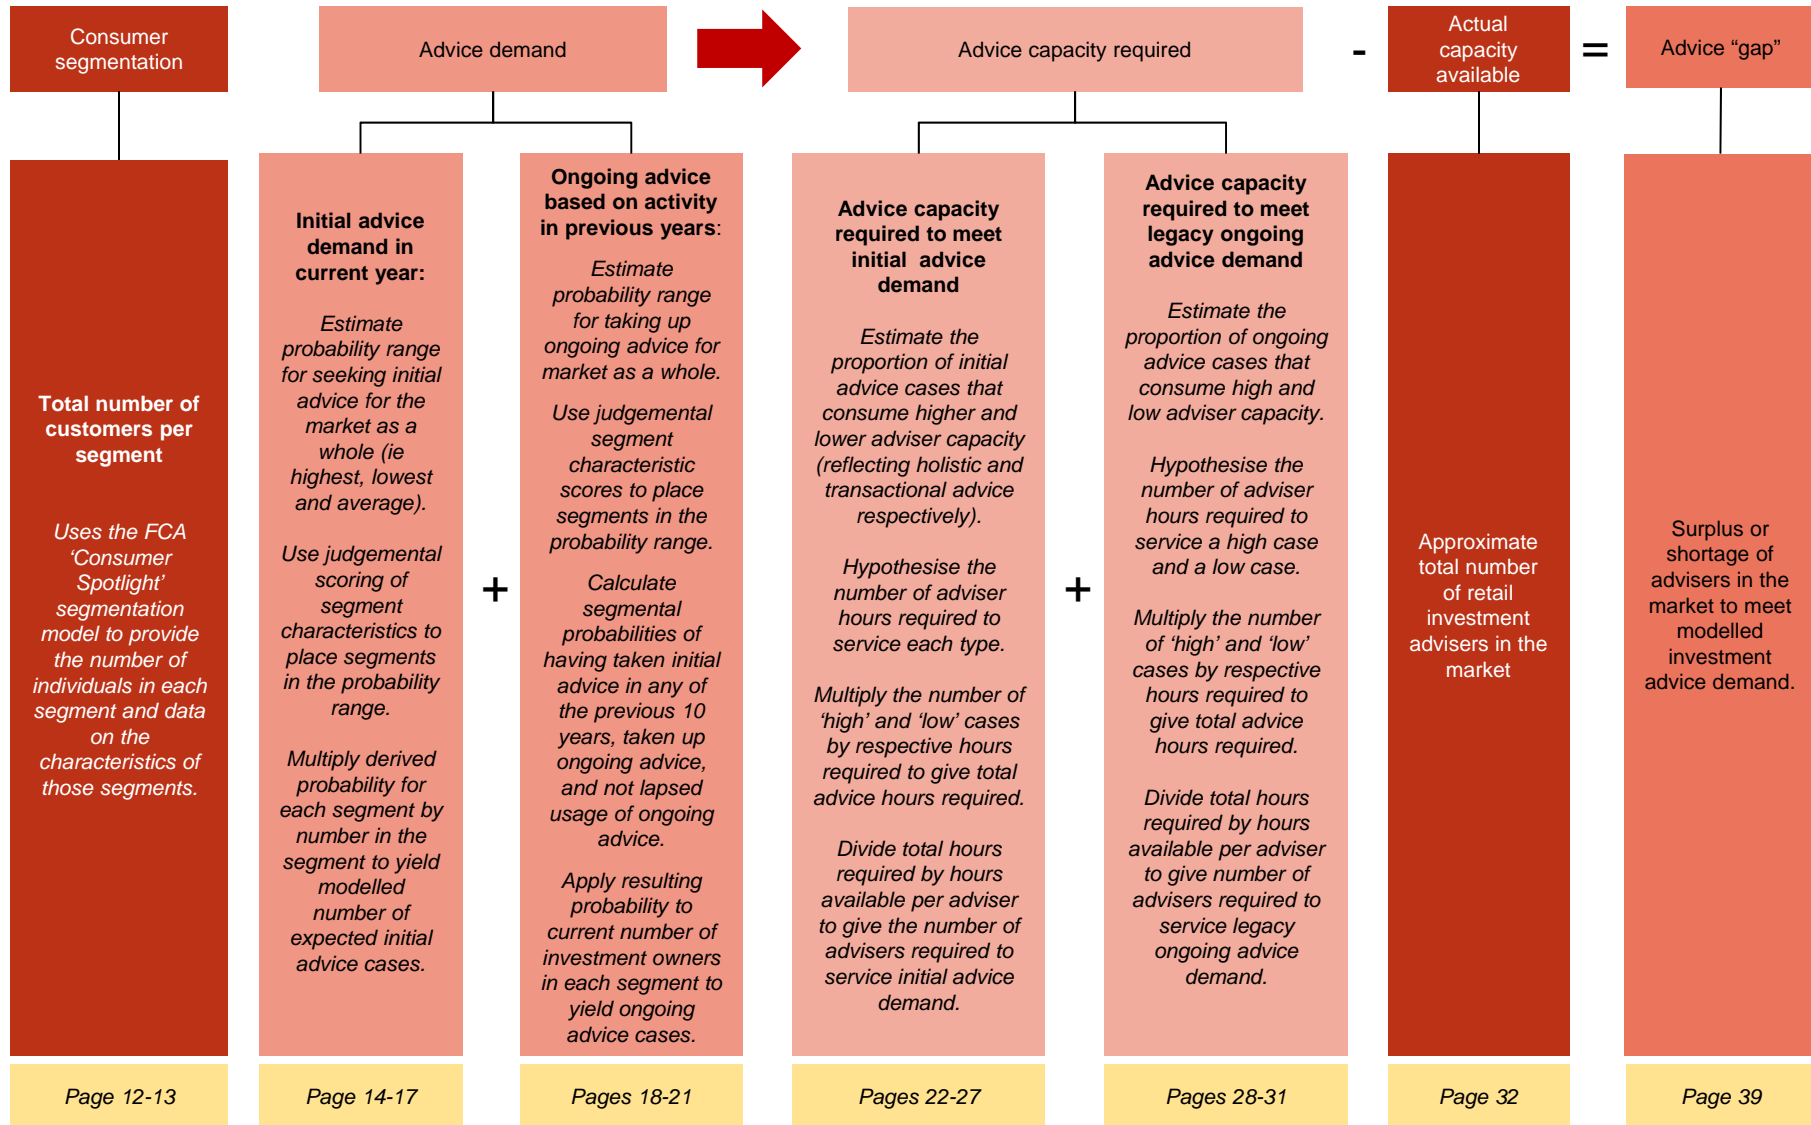 Consumer
segmentation
Advice demand
Advice capacity required
-
Actual
capacity
available
=
Advice “gap”
Total number of
customers per
segment
Uses the FCA
‘Consumer
Spotlight’
segmentation
model to provide
the number of
individuals in each
segment and data
on the
characteristics of
those segments.
Initial advice
demand in
current year:
Estimate
probability range
for seeking initial
advice for the
market as a
whole (ie
highest, lowest
and average).
Use judgemental
scoring of
segment
characteristics to
place segments
in the probability
range.
Multiply derived
probability for
each segment by
number in the
segment to yield
modelled
number of
expected initial
advice cases.
+
Ongoing advice
based on activity
in previous years:
Estimate
probability range
for taking up
ongoing advice for
market as a whole.
Use judgemental
segment
characteristic
scores to place
segments in the
probability range.
Calculate
segmental
probabilities of
having taken initial
advice in any of
the previous 10
years, taken up
ongoing advice,
and not lapsed
usage of ongoing
advice.
Apply resulting
probability to
current number of
investment owners
in each segment to
yield ongoing
advice cases.
Advice capacity
required to meet
initial advice
demand
Estimate the
proportion of initial
advice cases that
consume higher and
lower adviser capacity
(reflecting holistic and
transactional advice
respectively).
Hypothesise the
number of adviser
hours required to
service each type.
Multiply the number of
‘high’ and ‘low’ cases
by respective hours
required to give total
advice hours required.
Divide total hours
required by hours
available per adviser
to give the number of
advisers required to
service initial advice
demand.
+
Advice capacity
required to meet
legacy ongoing
advice demand
Estimate the
proportion of ongoing
advice cases that
consume high and
low adviser capacity.
Hypothesise the
number of adviser
hours required to
service a high case
and a low case.
Multiply the number
of ‘high’ and ‘low’
cases by respective
hours required to
give total advice
hours required.
Divide total hours
required by hours
available per adviser
to give number of
advisers required to
service legacy
ongoing advice
demand.
Approximate
total number
of retail
investment
advisers in the
market
Surplus or
shortage of
advisers in the
market to meet
modelled
investment
advice demand.
Page 12-13
Page 14-17
Pages 18-21
Pages 22-27
Pages 28-31
Page 32
Page 39